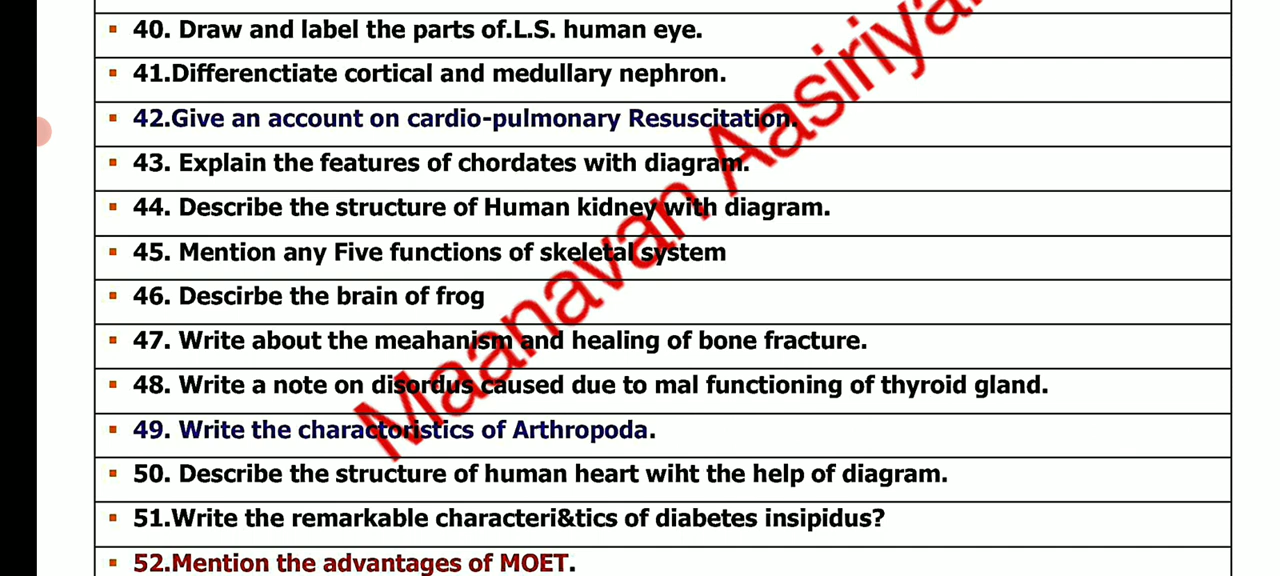 40. Draw and label the parts of.L.S. human eye.
41.Differenctiate cortical and medullary nephron.
42.Give an account on cardio-pulmonary Resuscitation.
43. Explain the features of chordates with diagram.
44. Describe the structure of Human kidney with diagram.
45. Mention any Five functions of skeletal system
46. Descirbe the brain of frog
47. Write about the meahanism and healing of bone fracture.
48. Write a note on disordus caused due to mal functioning of thyroid gland.
49. Write the charactoristics of Arthropoda.
50. Describe the structure of human heart wiht the help of diagram.
51.Write the remarkable characteri&tics of diabetes insipidus?
52.Mention the advantages of MOET.
Maanavan Aasiriya